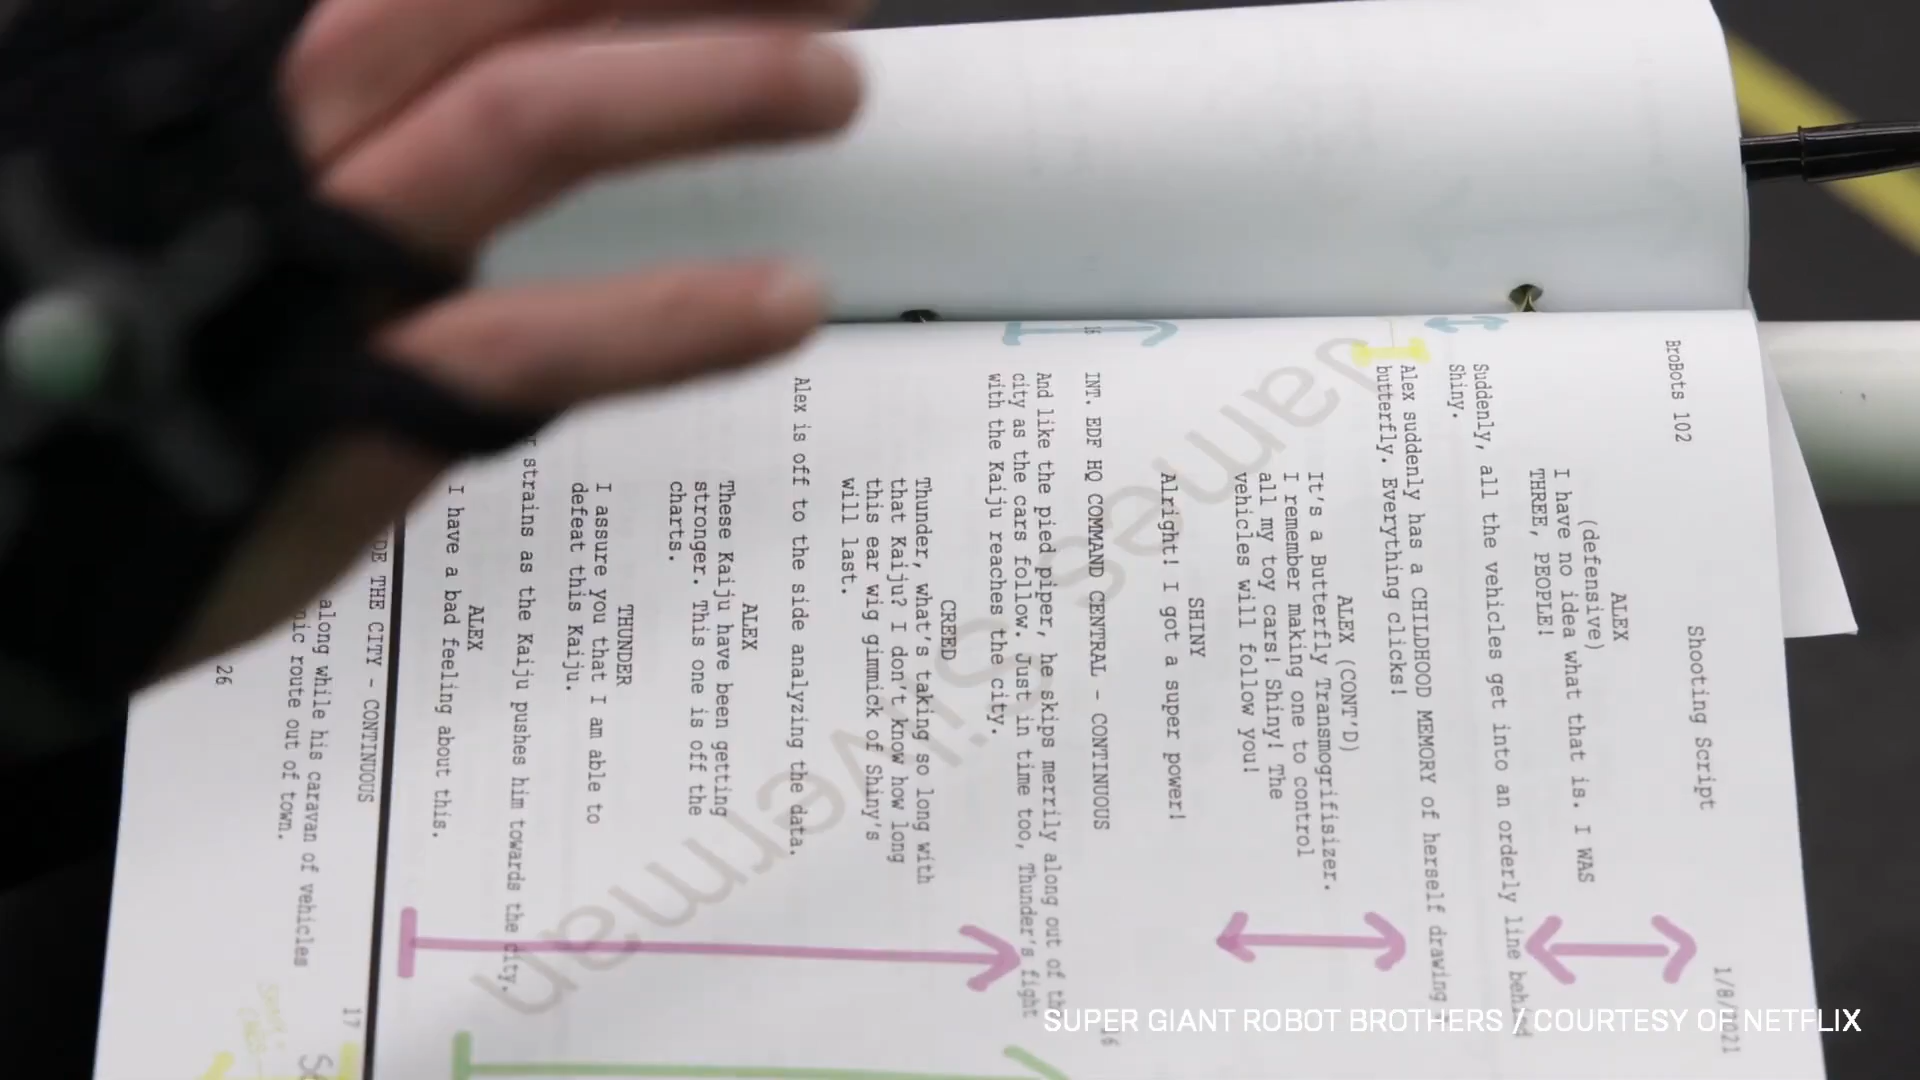 BroBots 102
Shooting Script
1/8/2021
ALEX
(defensive)
I have no idea what that is. I WAS
THREE, PEOPLE!
Suddenly, all the vehicles get into an orderly line behind
Shiny.
Alex suddenly has a CHILDHOOD MEMORY of herself drawing
butterfly. Everything clicks!
ALEX (CONT'D)
It's a Butterfly Transmogrifisizer.
I remember making one to control
all my toy cars! Shiny! The
vehicles will follow you!
SHINY
Alright! I got a super power!
16 INT. EDF HQ COMMAND CENTRAL - CONTINUOUS 16
And like the pied piper, he skips merrily along out of the
city as the cars follow. Just in time too, Thunder's fight
with the Kaiju reaches the city.
CREED
Thunder, what's taking so long with
that Kaiju? I don't know how long
this ear wig gimmick of Shiny's
will last.
Alex is off to the side analyzing the data.
ALEX
These Kaiju have been getting
stronger. This one is off the
charts.
THUNDER
I assure you that I am able to
defeat this Kaiju.
strains as the Kaiju pushes him towards the city.
ALEX
I have a bad feeling about this.
THE CITY - CONTINUOUS 17
along while his caravan of vehicles
route out of town.
26
James Silverman
SUPER GIANT ROBOT BROTHERS / COURTESY OF NETFLIX